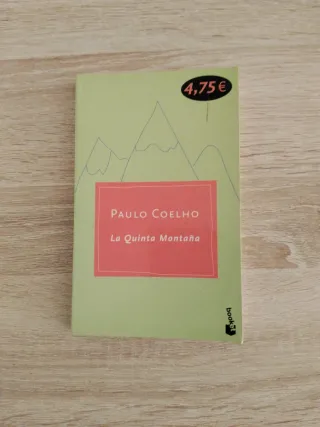 4,75€
PAULO COELHO
La Quinta Montaña
booket